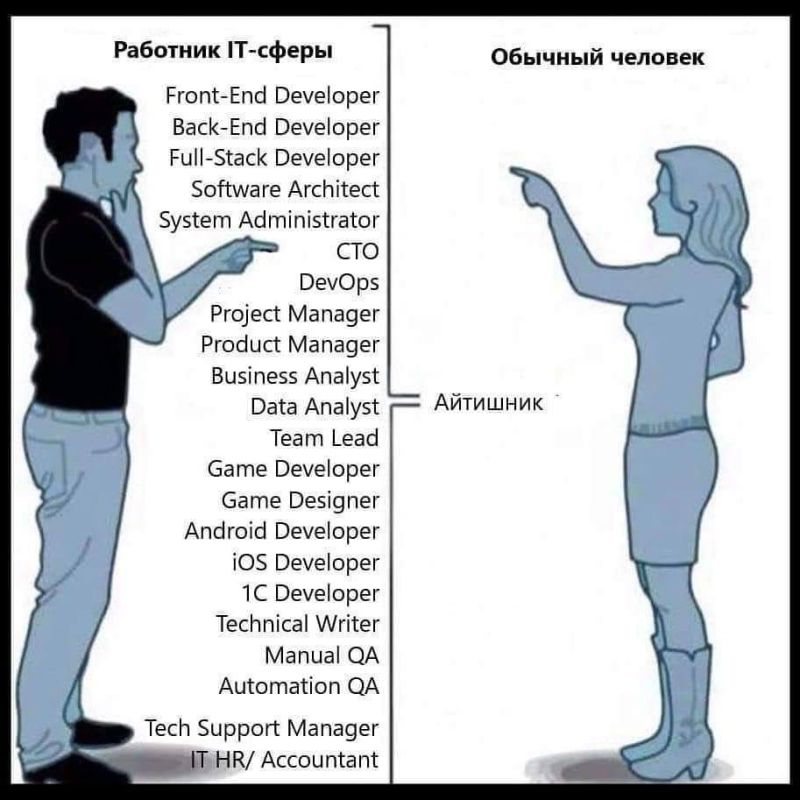 Работник IT-сферы
Обычный человек
Front-End Developer
Back-End Developer
Full-Stack Developer
Software Architect
System Administrator
CTO
DevOps
Project Manager
Product Manager
Business Analyst
Data Analyst
Айтишник
Team Lead
Game Developer
Game Designer
Android Developer
iOS Developer
1C Developer
Technical Writer
Manual QA
Automation QA
Tech Support Manager
IT HR/ Accountant